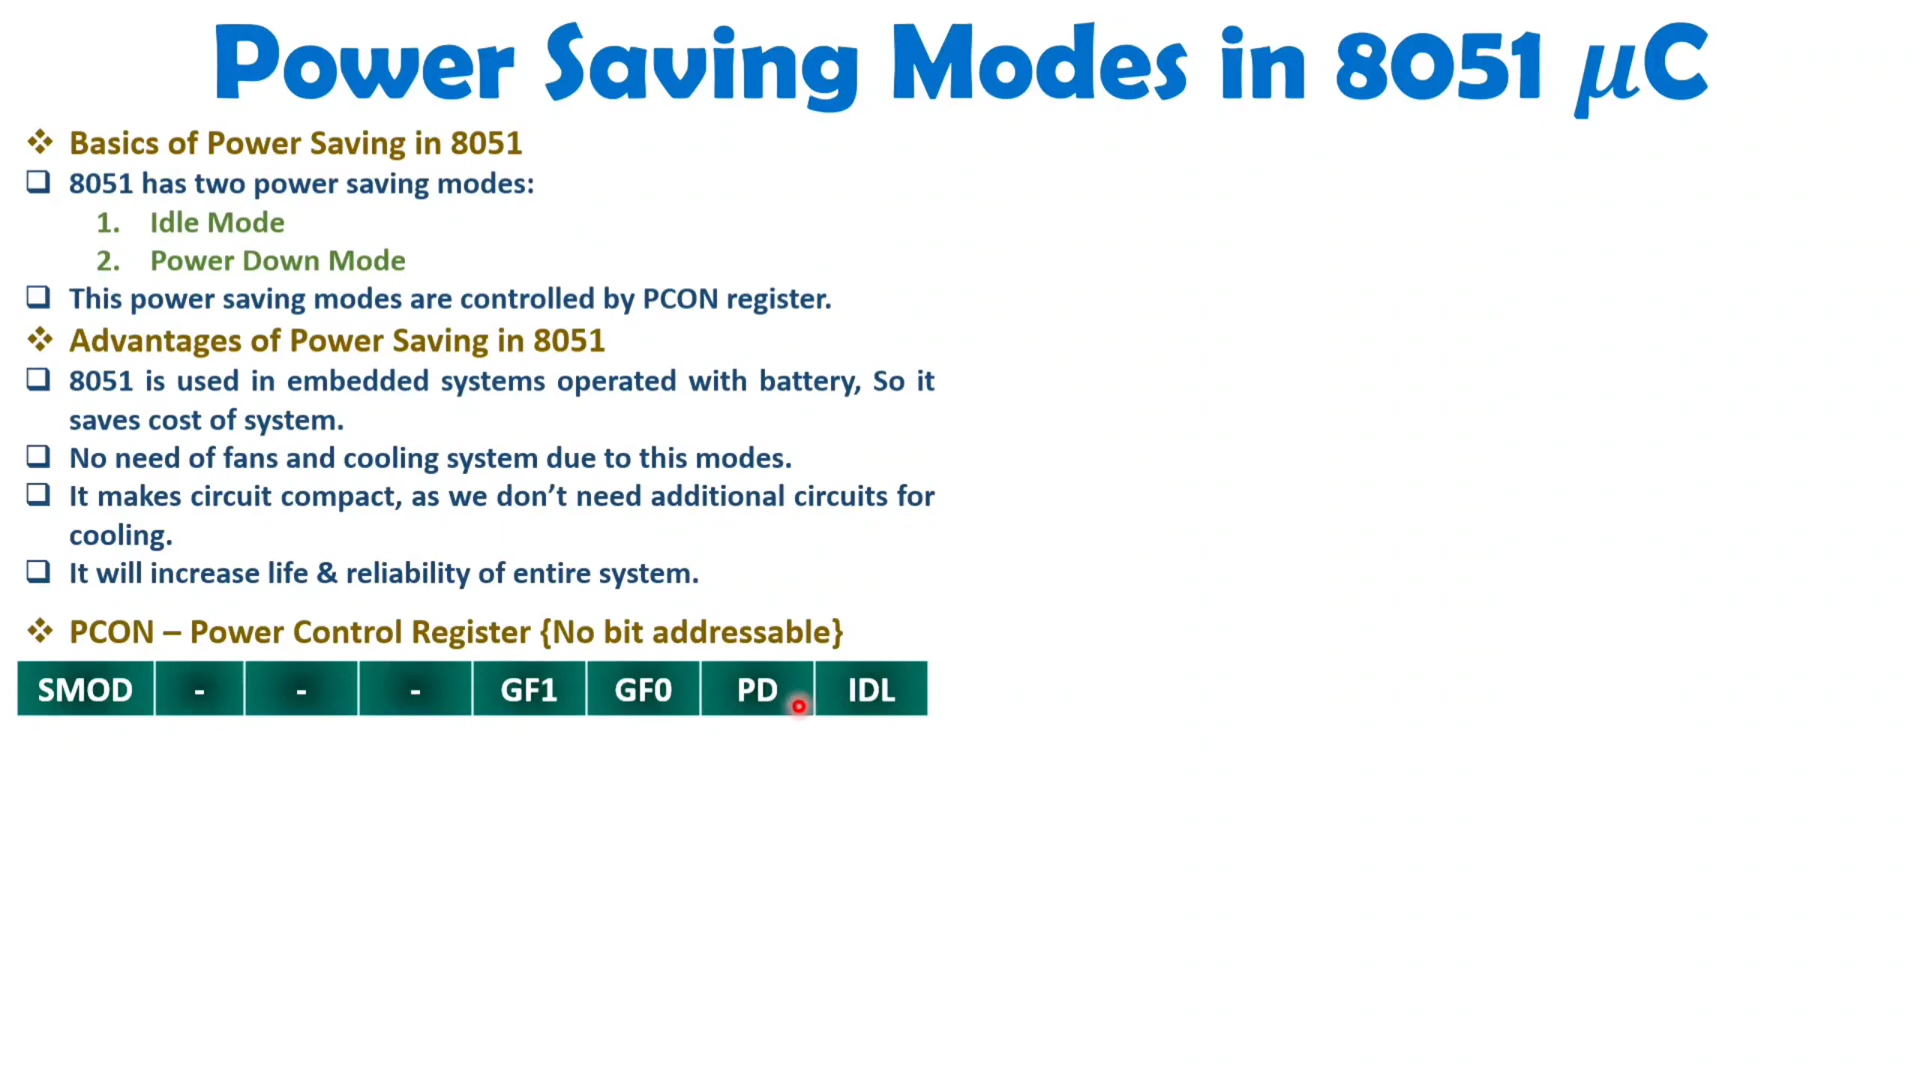 Power Saving Modes in 8051 μC
❖ Basics of Power Saving in 8051
❑ 8051 has two power saving modes:
1. Idle Mode
2. Power Down Mode
❑ This power saving modes are controlled by PCON register.
❖ Advantages of Power Saving in 8051
❑ 8051 is used in embedded systems operated with battery, So it
saves cost of system.
❑ No need of fans and cooling system due to this modes.
❑ It makes circuit compact, as we don’t need additional circuits for
cooling.
❑ It will increase life & reliability of entire system.
❖ PCON – Power Control Register {No bit addressable}
SMOD - - - GF1 GF0 PD IDL